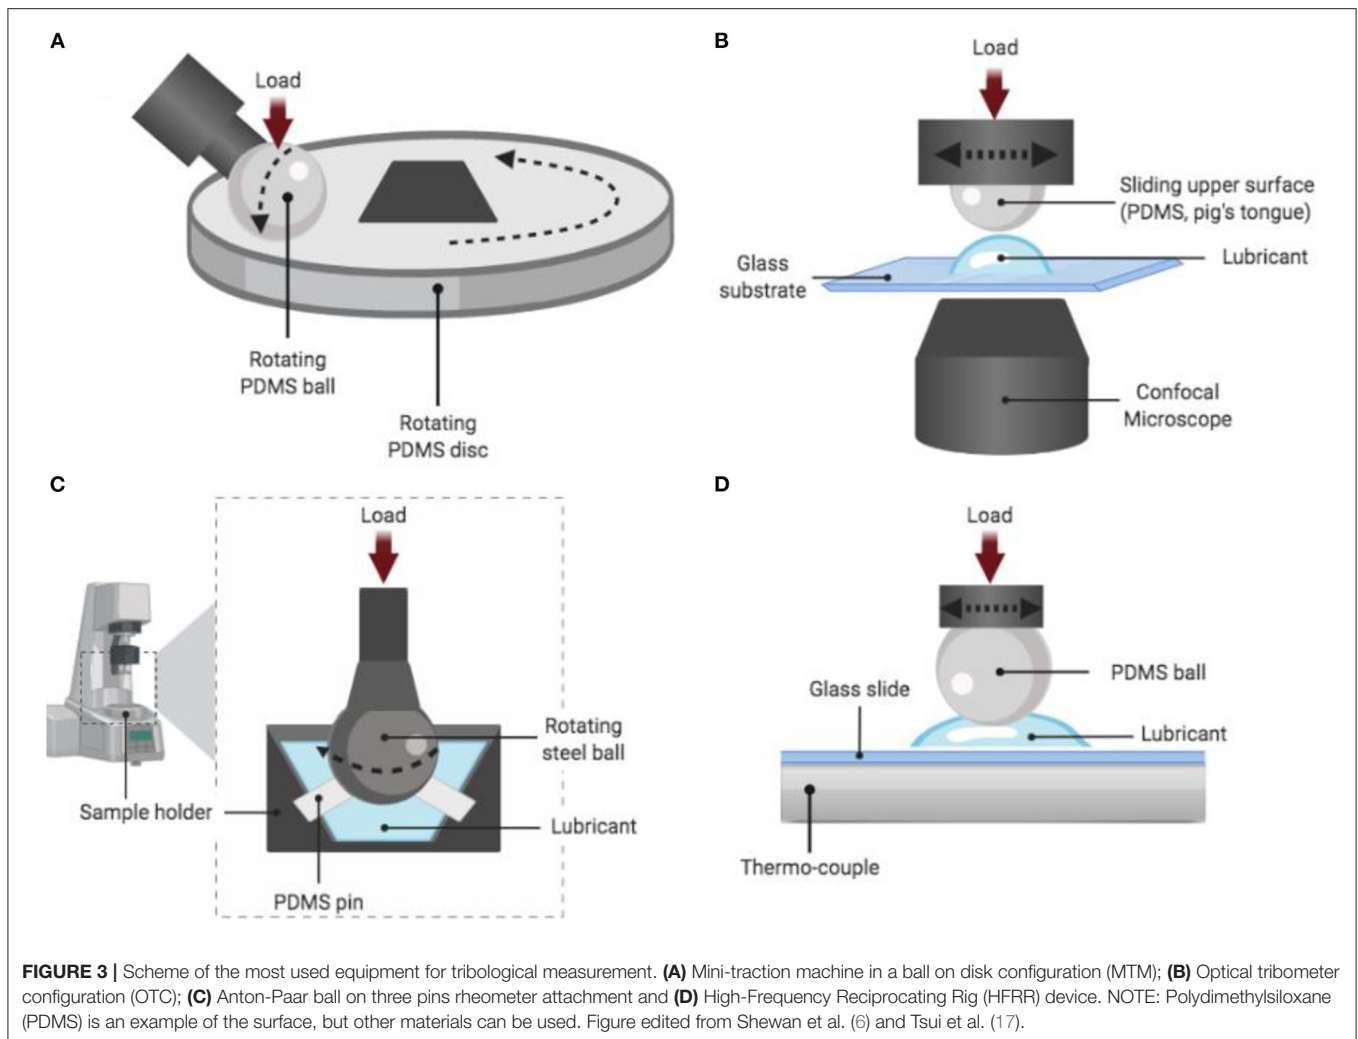 A
Load
Rotating
PDMS ball
Rotating
PDMS disc
B
Load
Sliding upper surface
(PDMS, pig's tongue)
Lubricant
Glass
substrate
Confocal
Microscope
C
Load
Rotating
steel ball
Sample holder
Lubricant
PDMS pin
D
Load
PDMS ball
Glass slide
Lubricant
Thermo-couple
FIGURE 3 | Scheme of the most used equipment for tribological measurement. (A) Mini-traction machine in a ball on disk configuration (MTM); (B) Optical tribometer
configuration (OTC); (C) Anton-Paar ball on three pins rheometer attachment and (D) High-Frequency Reciprocating Rig (HFRR) device. NOTE: Polydimethylsiloxane
(PDMS) is an example of the surface, but other materials can be used. Figure edited from Shewan et al. (6) and Tsui et al. (17).